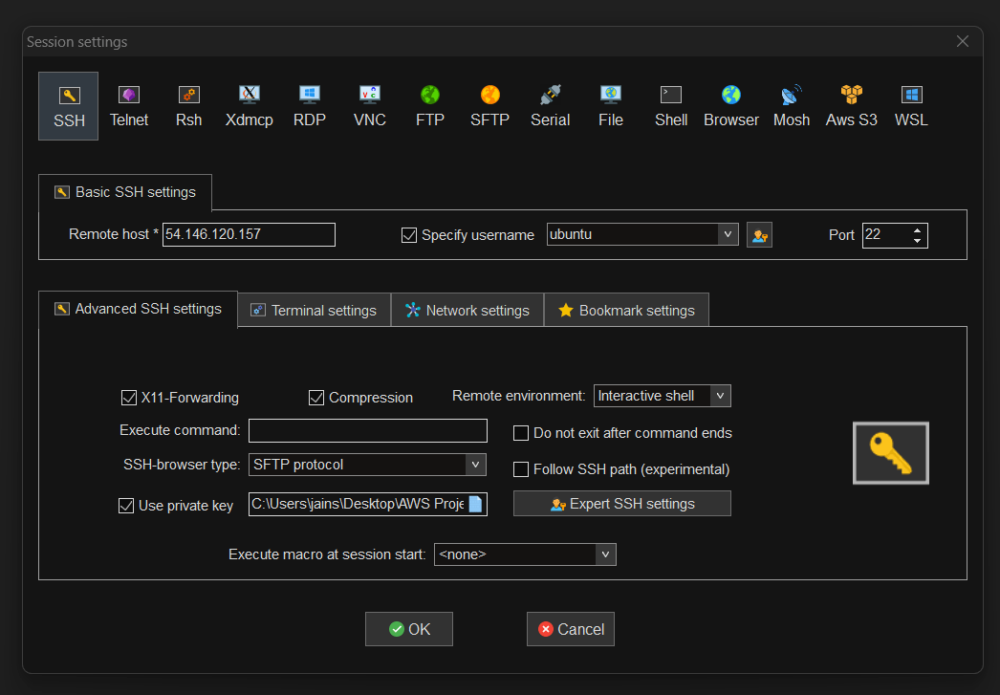 Session settings
SSH Telnet Rsh Xdmcp RDP VNC FTP SFTP Serial File Shell Browser Mosh Aws S3 WSL
Basic SSH settings
Remote host * 54.146.120.157 Specify username ubuntu Port 22
Advanced SSH settings Terminal settings Network settings Bookmark settings
X11-Forwarding Compression Remote environment: Interactive shell
Execute command: Do not exit after command ends
SSH-browser type: SFTP protocol Follow SSH path (experimental)
Use private key C:\Users\jains\Desktop\AWS Proje Expert SSH settings
Execute macro at session start: <none>
OK Cancel